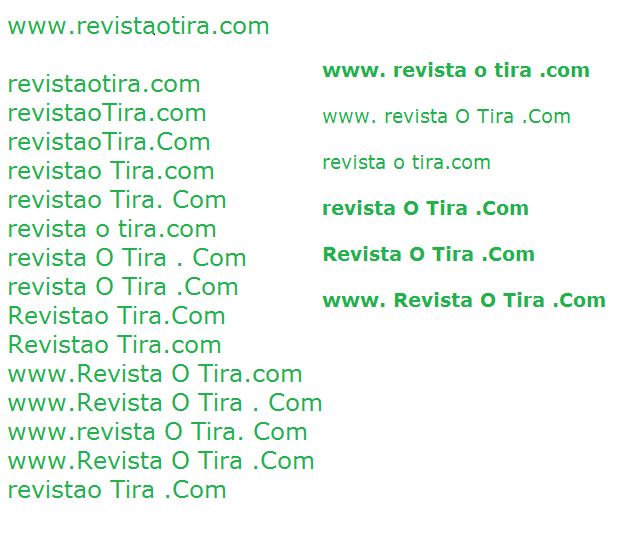 www.revistaotira.com
revistaotira.com
revistaoTira.com
revistaoTira.Com
revistao Tira.com
revistao Tira. Com
revista o tira.com
revista O Tira . Com
revista O Tira .Com
Revistao Tira.Com
Revistao Tira.com
www.Revista O Tira.com
www.Revista O Tira . Com
www.revista O Tira. Com
www.Revista O Tira .Com
revistao Tira .Com
www. revista o tira .com
www. revista O Tira .Com
revista o tira.com
revista O Tira .Com
Revista O Tira .Com
www. Revista O Tira .Com